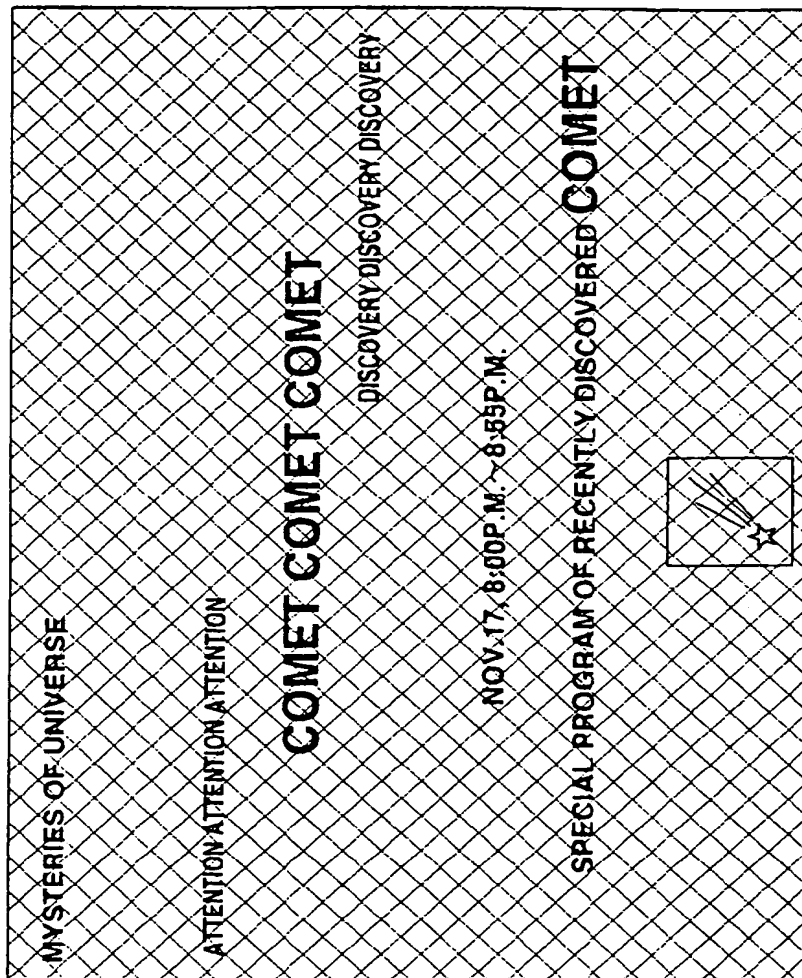 MYSTERIES OF UNIVERSE
ATTENTION ATTENTION ATTENTION
COMET COMET COMET
DISCOVERY DISCOVERY DISCOVERY
NOV.17, 8:00P.M.~8:55P.M.
SPECIAL PROGRAM OF RECENTLY DISCOVERED COMET